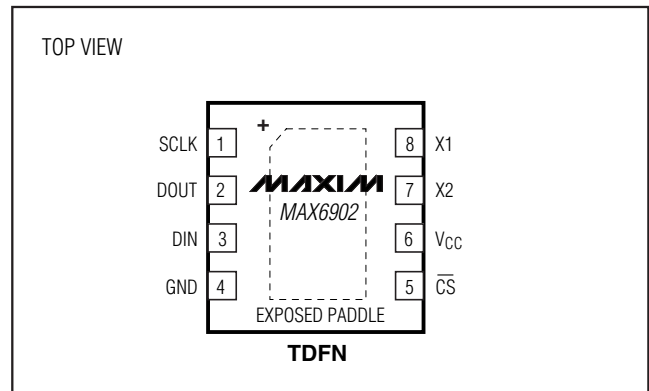 TOP VIEW
+
SCLK 1 8 X1
DOUT 2 MAXIM 7 X2
MAX6902
DIN 3 6 VCC
GND 4 5 C̅S̅
EXPOSED PADDLE
TDFN